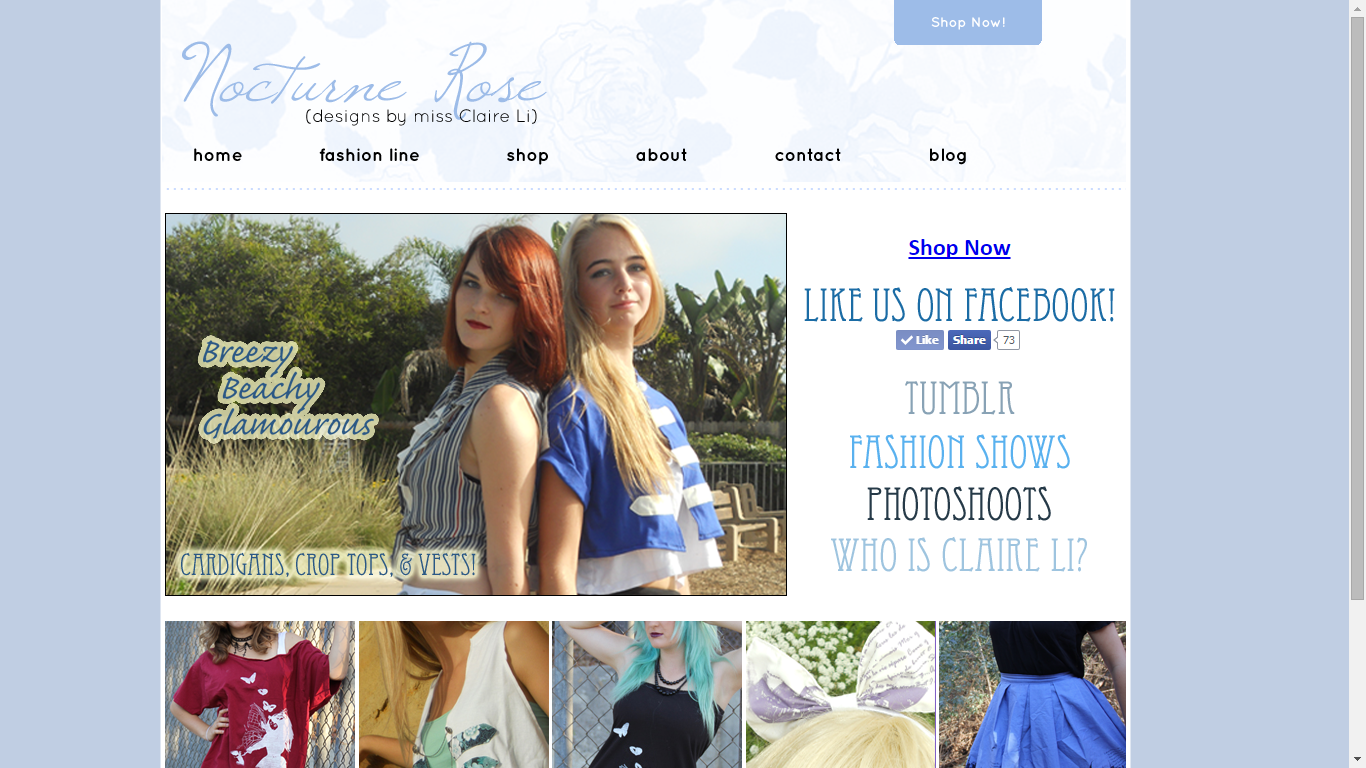 Shop Now!
Nocturne Rose
(designs by miss Claire Li)
home fashion line shop about contact blog
Shop Now
LIKE US ON FACEBOOK!
Like Share 73
Breezy
Beachy
Glamourous
TUMBLR
FASHION SHOWS
PHOTOSHOOTS
WHO IS CLAIRE LI?
CARDIGANS, CROP TOPS, & VESTS!